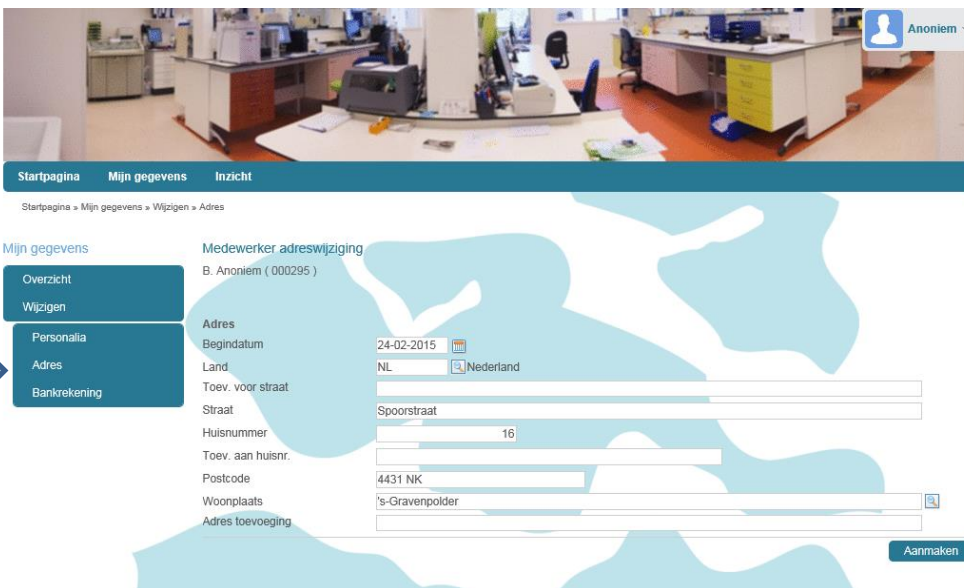 Anoniem
Startpagina Mijn gegevens Inzicht
Startpagina » Mijn gegevens » Wijzigen » Adres
Mijn gegevens
Overzicht
Wijzigen
Personalia
Adres
Bankrekening
Medewerker adreswijziging
B. Anoniem ( 000295 )
Adres
Begindatum 24-02-2015
Land NL Nederland
Toev. voor straat
Straat Spoorstraat
Huisnummer 16
Toev. aan huisnr.
Postcode 4431 NK
Woonplaats 's-Gravenpolder
Adres toevoeging
Aanmaken